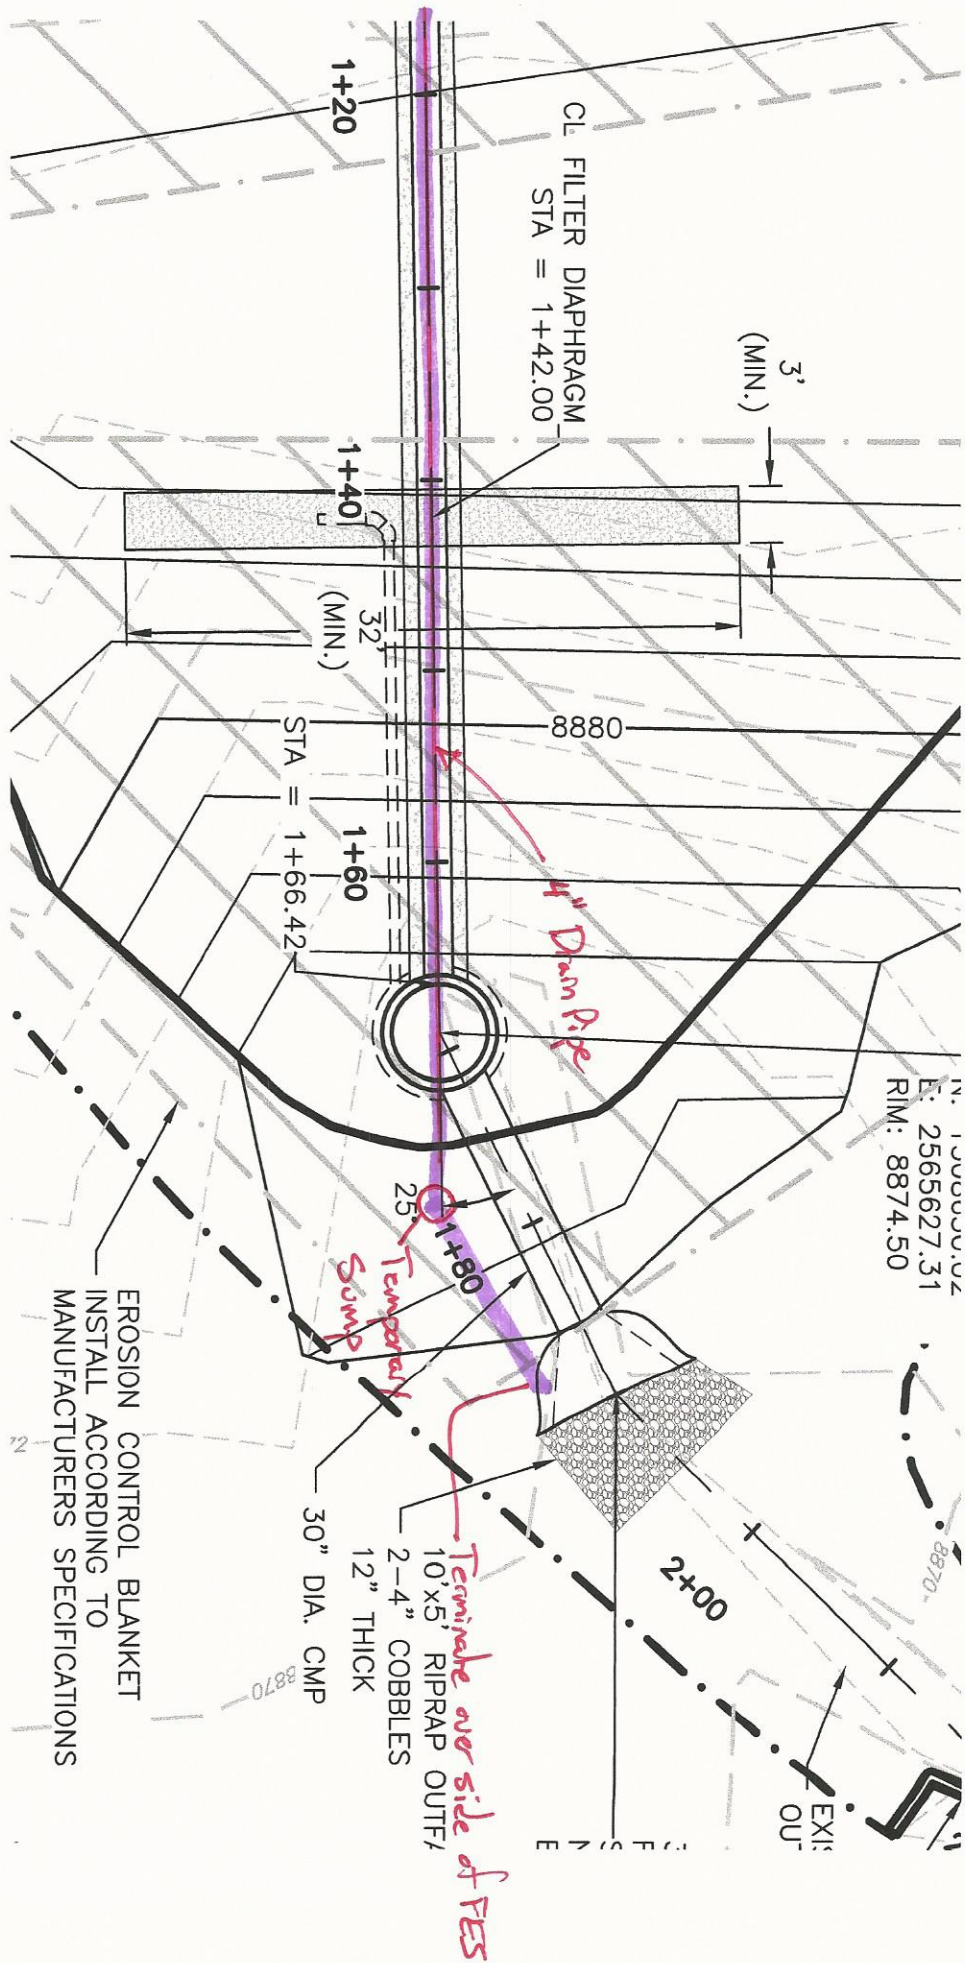 1+20
CL FILTER DIAPHRAGM
STA = 1+42.00
3'
(MIN.)
1+40
32'
(MIN.)
8880
STA = 1+66.42
1+60
4" Drain Pipe
E: 2565627.31
RIM: 8874.50
25.
1+80
Temporary
Sump
EROSION CONTROL BLANKET
INSTALL ACCORDING TO
MANUFACTURERS SPECIFICATIONS
30" DIA. CMP
10'x5' RIPRAP OUTFA
2-4" COBBLES
12" THICK
Terminate over side of FES
2+00
8870
8870
72
EXIS
OUT